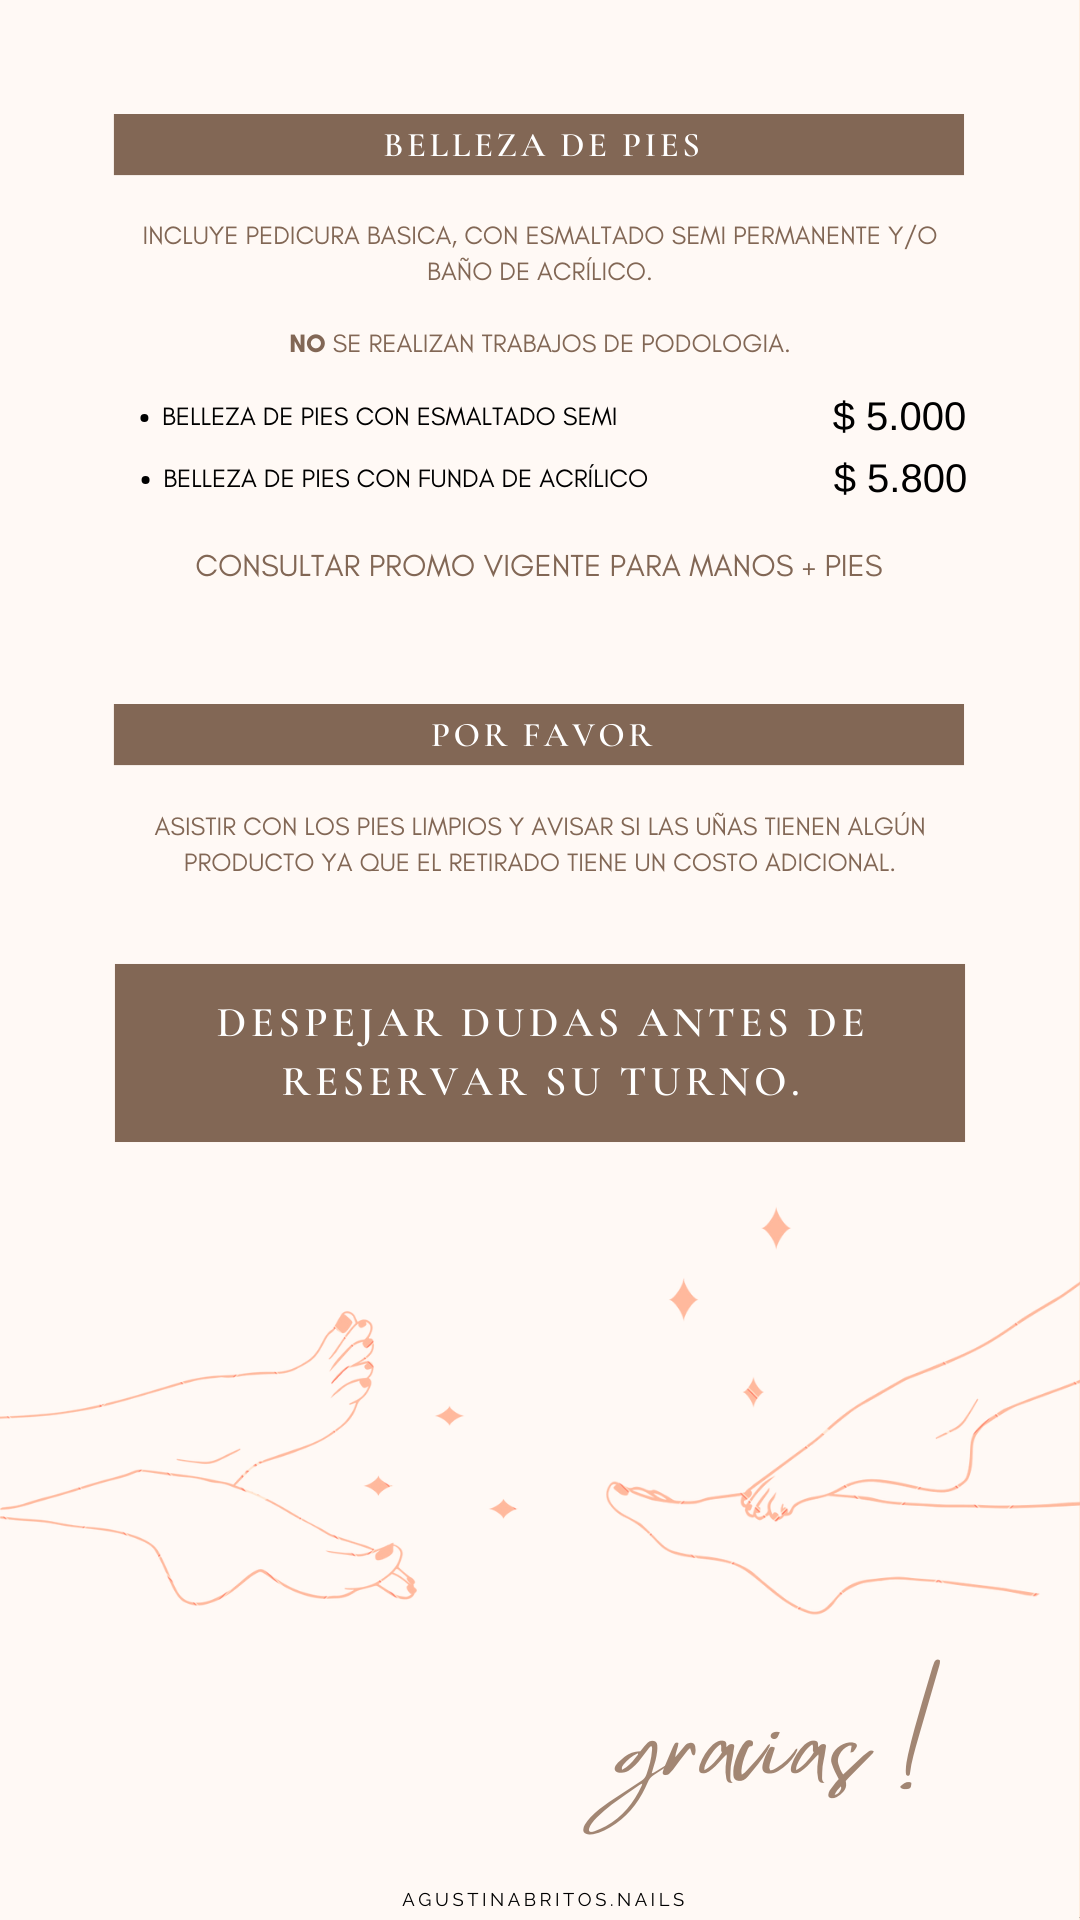 BELLEZA DE PIES
INCLUYE PEDICURA BASICA, CON ESMALTADO SEMI PERMANENTE Y/O
BAÑO DE ACRÍLICO.
NO SE REALIZAN TRABAJOS DE PODOLOGIA.
• BELLEZA DE PIES CON ESMALTADO SEMI $ 5.000
• BELLEZA DE PIES CON FUNDA DE ACRÍLICO $ 5.800
CONSULTAR PROMO VIGENTE PARA MANOS + PIES
POR FAVOR
ASISTIR CON LOS PIES LIMPIOS Y AVISAR SI LAS UÑAS TIENEN ALGÚN
PRODUCTO YA QUE EL RETIRADO TIENE UN COSTO ADICIONAL.
DESPEJAR DUDAS ANTES DE
RESERVAR SU TURNO.
gracias !
AGUSTINABRITOS.NAILS